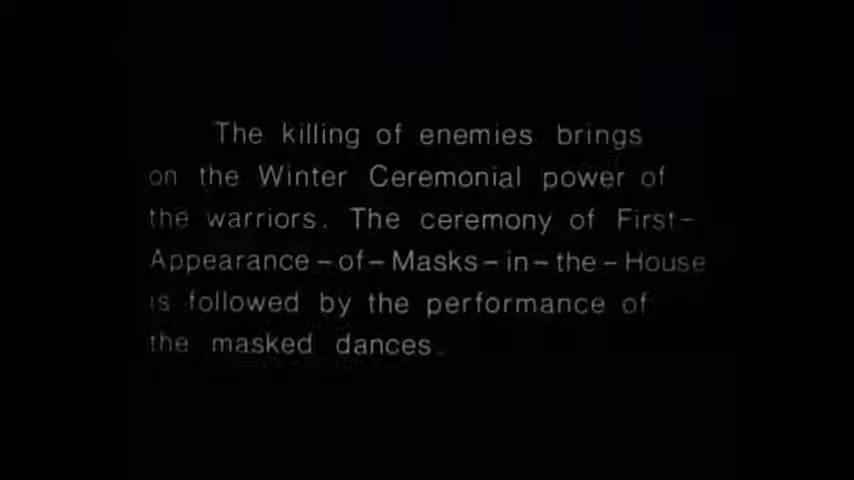 The killing of enemies brings
on the Winter Ceremonial power of
the warriors. The ceremony of First-
Appearance-of-Masks-in-the-House
is followed by the performance of
the masked dances.